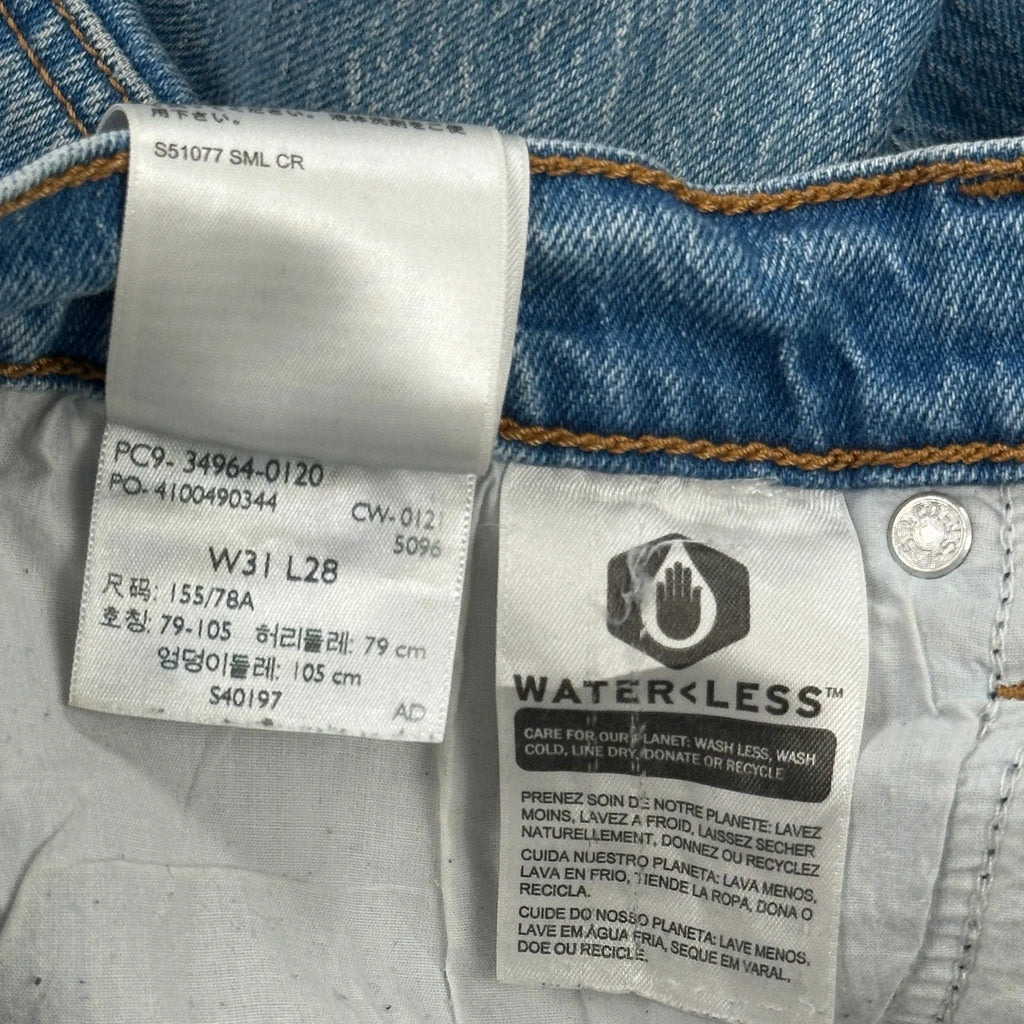 用下さい。
S51077 SML CR
PC9- 34964-0120
PO- 4100490344
CW- 0121
5096
W31 L28
尺码: 155/78A
호칭: 79-105 허리둘레: 79 cm
엉덩이둘레: 105 cm
S40197
AD
WATER<LESS™
CARE FOR OUR PLANET: WASH LESS, WASH
COLD, LINE DRY, DONATE OR RECYCLE
PRENEZ SOIN DE NOTRE PLANETE: LAVEZ
MOINS, LAVEZ A FROID, LAISSEZ SECHER
NATURELLEMENT, DONNEZ OU RECYCLEZ
CUIDA NUESTRO PLANETA: LAVA MENOS,
LAVA EN FRIO, TIENDE LA ROPA, DONA O
RECICLA.
CUIDE DO NOSSO PLANETA: LAVE MENOS,
LAVE EM ÁGUA FRIA, SEQUE EM VARAL,
DOE OU RECICLE.